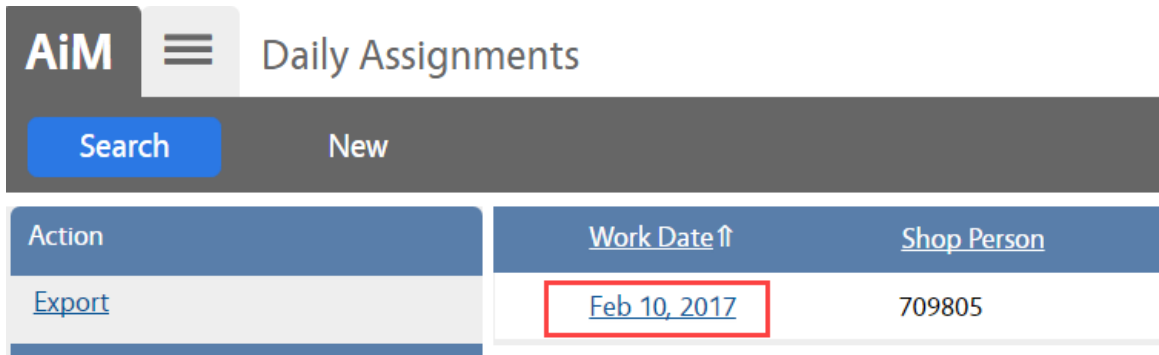 AiM Daily Assignments
Search New
Action
Export
Work Date⇑ Shop Person
Feb 10, 2017 709805